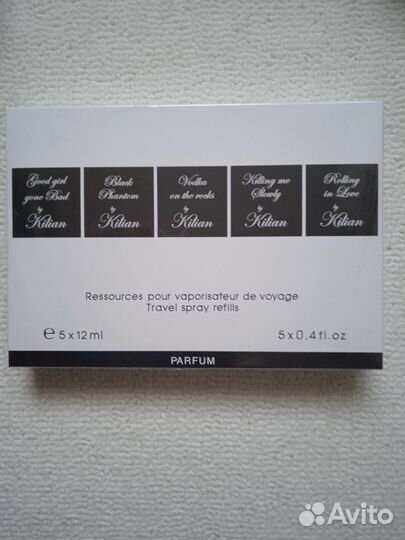 Good girl
gone Bad
by
Kilian
Black
Phantom
by
Kilian
Vodka
on the rocks
by
Kilian
Killing me
Slowly
by
Kilian
Rolling
in Love
by
Kilian
Ressources pour vaporisateur de voyage
Travel spray refills
e 5 x 12 ml
5 x 0,4 fl.oz
PARFUM
Avito